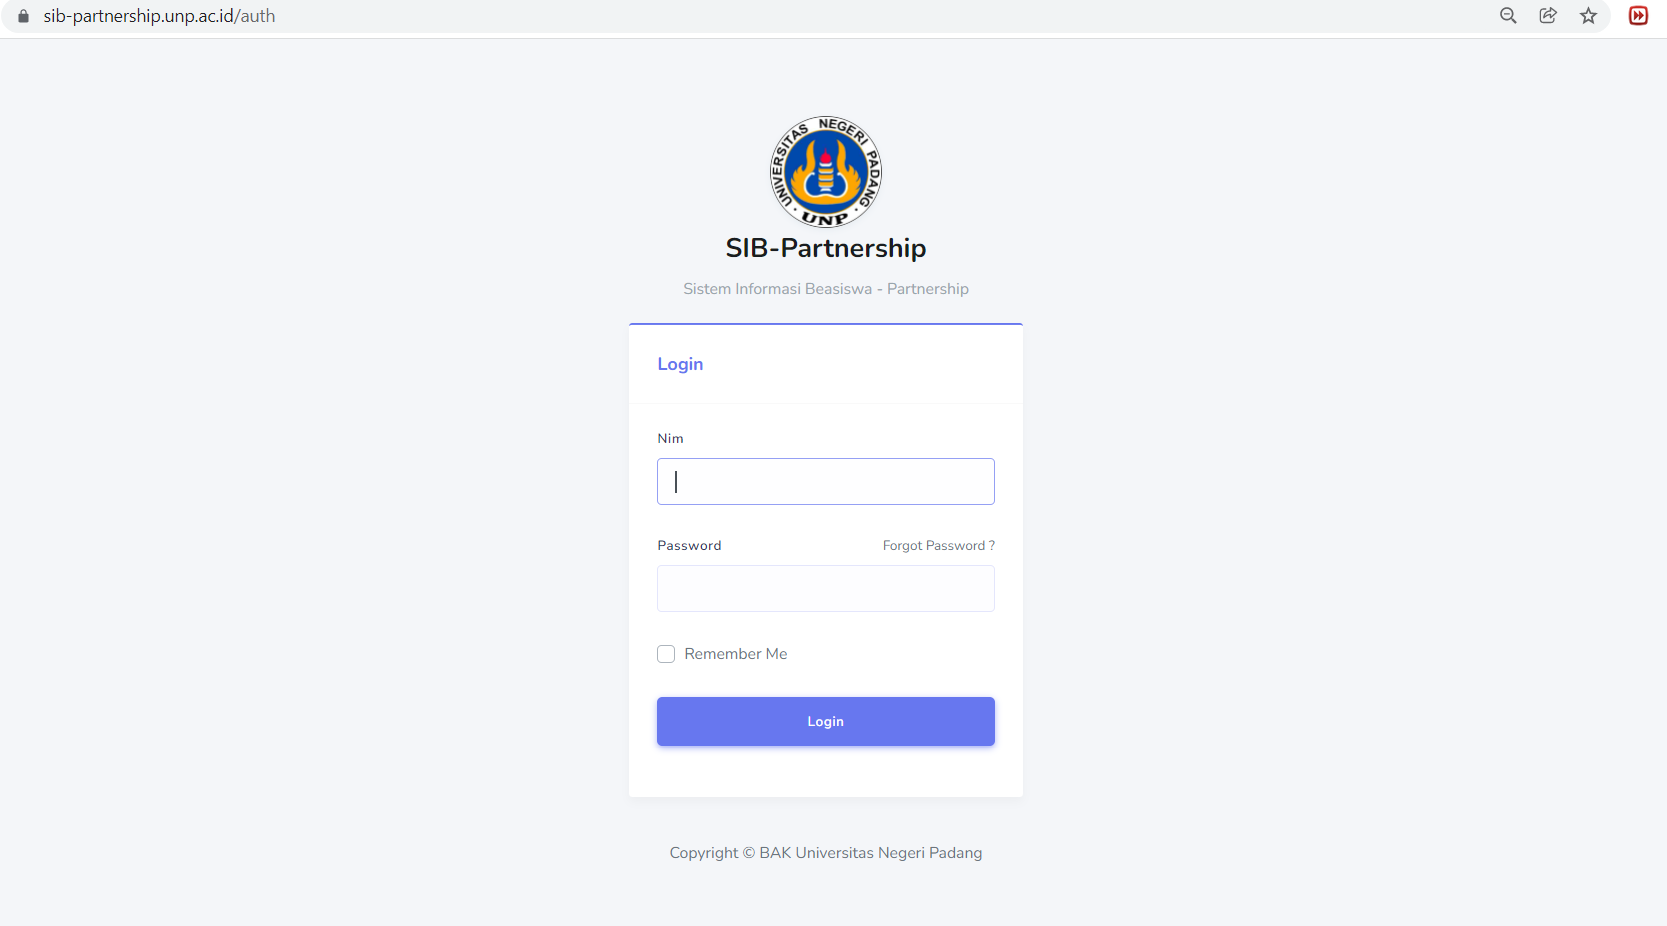 sib-partnership.unp.ac.id/auth
UNIVERSITAS NEGERI PADANG
UNP
SIB-Partnership
Sistem Informasi Beasiswa - Partnership
Login
Nim
Password
Forgot Password ?
Remember Me
Login
Copyright © BAK Universitas Negeri Padang